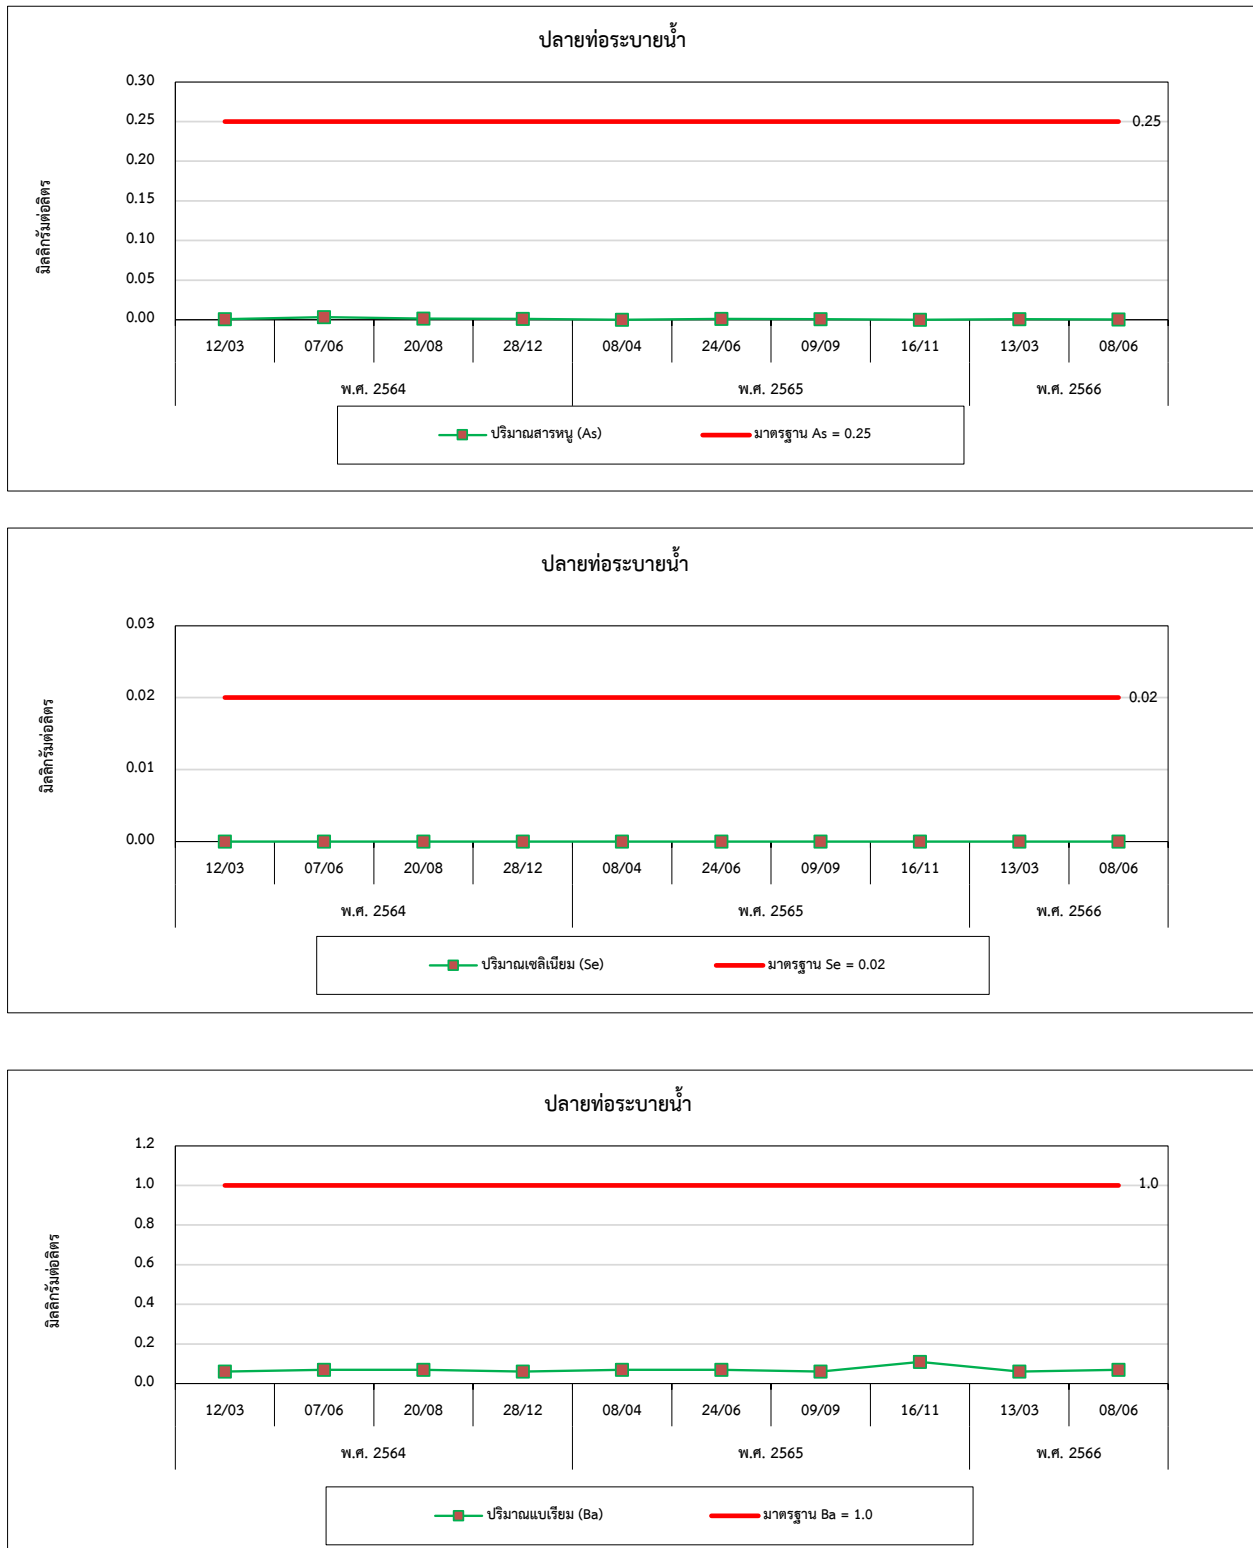 ปลายท่อระบายน้ำ
มิลลิกรัมต่อลิตร
0.30
0.25
0.20
0.15
0.10
0.05
0.00
0.25
12/03 07/06 20/08 28/12 08/04 24/06 09/09 16/11 13/03 08/06
พ.ศ. 2564 พ.ศ. 2565 พ.ศ. 2566
ปริมาณสารหนู (As) มาตรฐาน As = 0.25
ปลายท่อระบายน้ำ
มิลลิกรัมต่อลิตร
0.03
0.02
0.01
0.00
0.02
12/03 07/06 20/08 28/12 08/04 24/06 09/09 16/11 13/03 08/06
พ.ศ. 2564 พ.ศ. 2565 พ.ศ. 2566
ปริมาณเซลิเนียม (Se) มาตรฐาน Se = 0.02
ปลายท่อระบายน้ำ
มิลลิกรัมต่อลิตร
1.2
1.0
0.8
0.6
0.4
0.2
0.0
1.0
12/03 07/06 20/08 28/12 08/04 24/06 09/09 16/11 13/03 08/06
พ.ศ. 2564 พ.ศ. 2565 พ.ศ. 2566
ปริมาณแบเรียม (Ba) มาตรฐาน Ba = 1.0